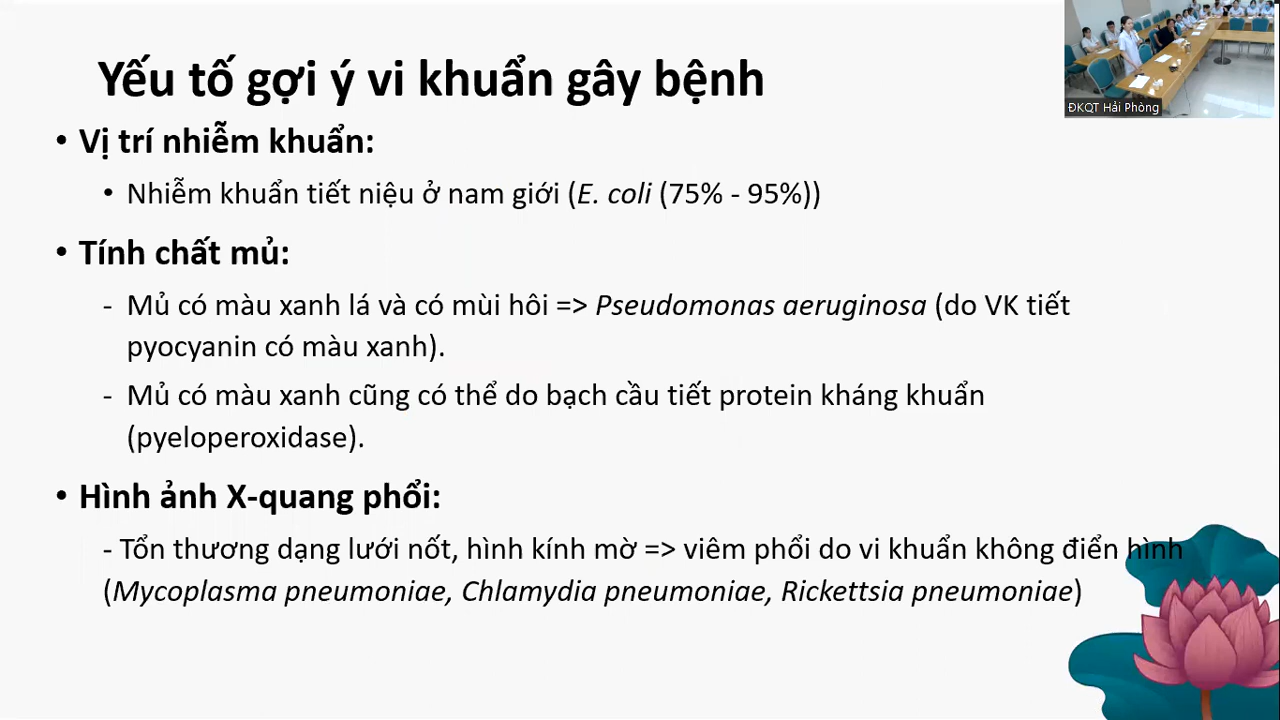 Yếu tố gợi ý vi khuẩn gây bệnh
ĐKQT Hải Phòng
• Vị trí nhiễm khuẩn:
• Nhiễm khuẩn tiết niệu ở nam giới (E. coli (75% - 95%))
• Tính chất mủ:
- Mủ có màu xanh lá và có mùi hôi => Pseudomonas aeruginosa (do VK tiết
pyocyanin có màu xanh).
- Mủ có màu xanh cũng có thể do bạch cầu tiết protein kháng khuẩn
(pyeloperoxidase).
• Hình ảnh X-quang phổi:
- Tổn thương dạng lưới nốt, hình kính mờ => viêm phổi do vi khuẩn không điển hình
(Mycoplasma pneumoniae, Chlamydia pneumoniae, Rickettsia pneumoniae)